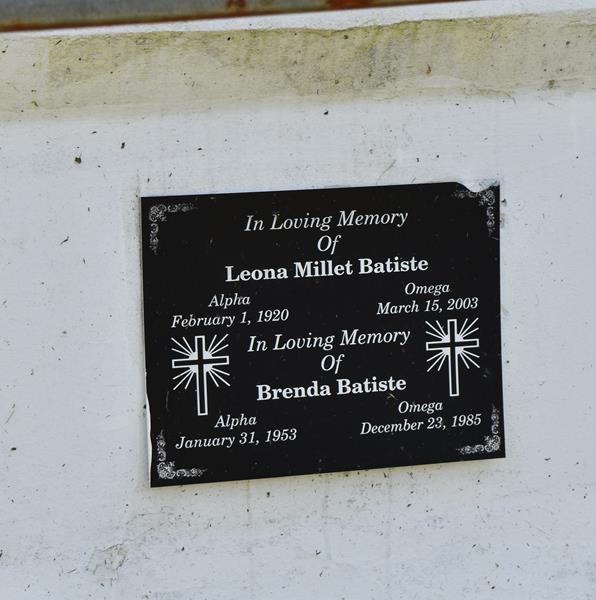 In Loving Memory
Of
Leona Millet Batiste
Alpha Omega
February 1, 1920 March 15, 2003
In Loving Memory
Of
Brenda Batiste
Alpha Omega
January 31, 1953 December 23, 1985